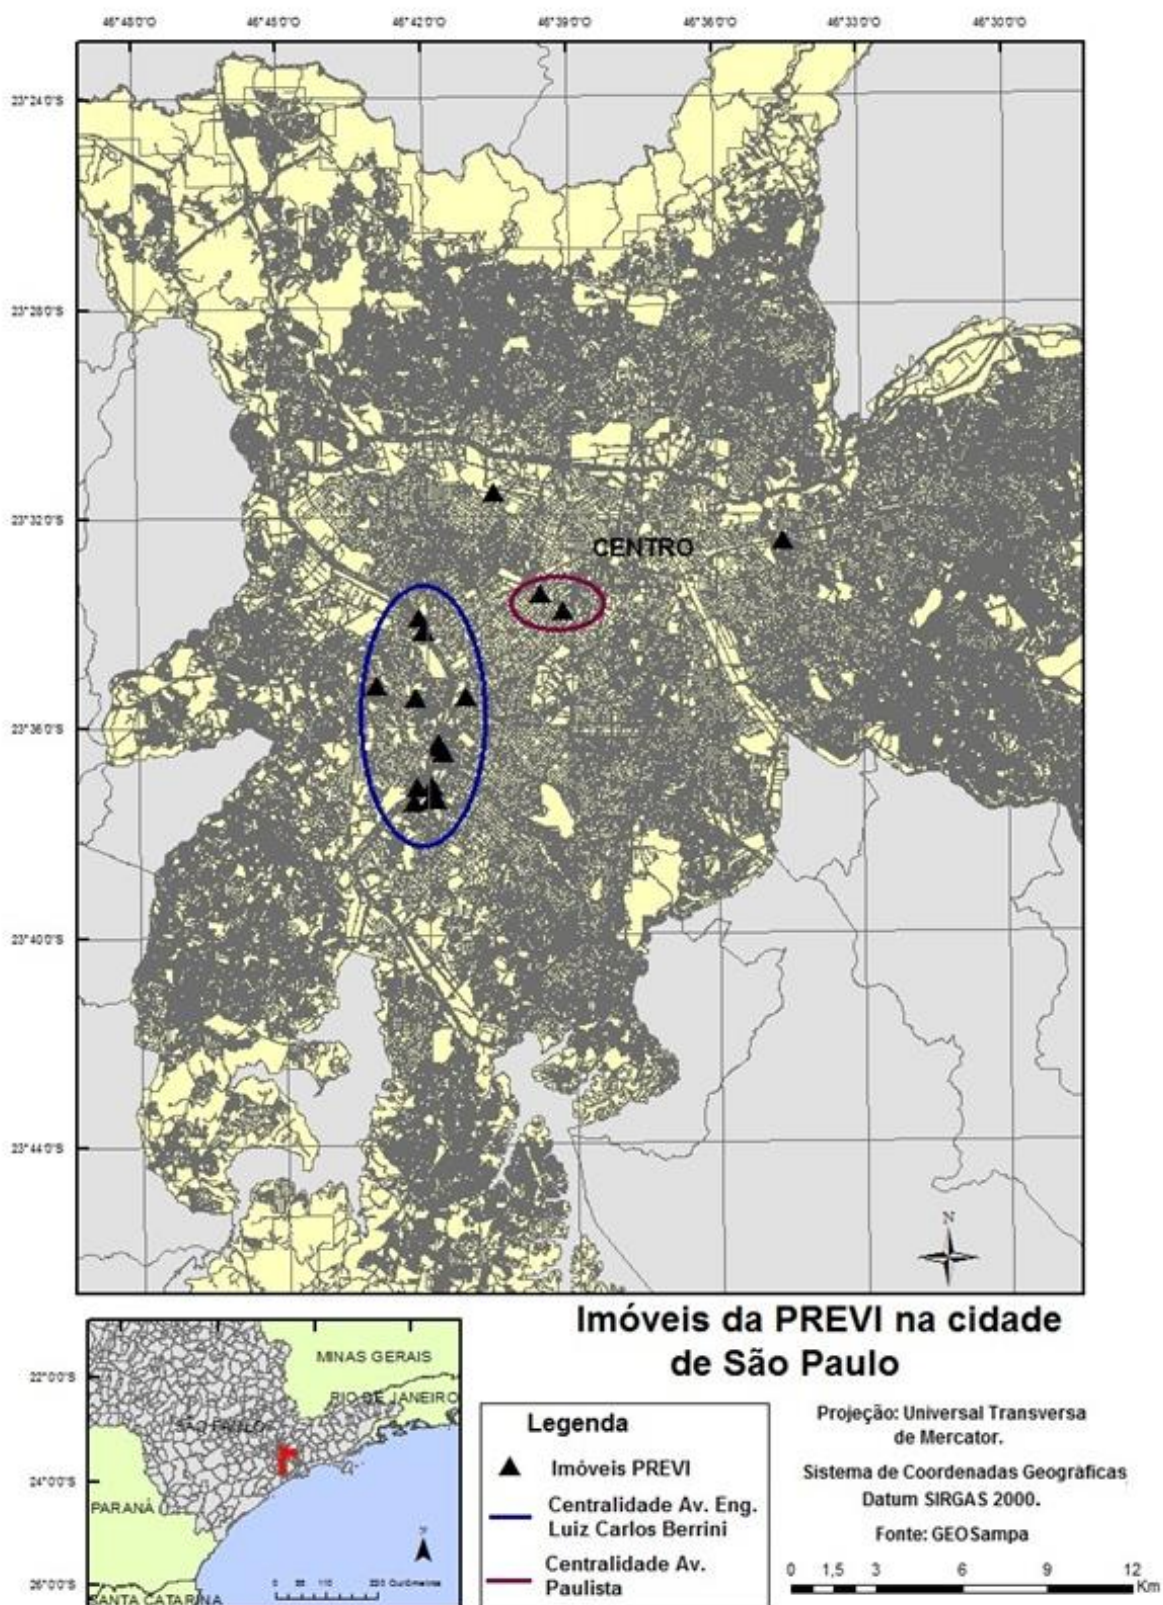 46°48'0"O 46°45'0"O 46°42'0"O 46°39'0"O 46°36'0"O 46°33'0"O 46°30'0"O
23°24'0"S
23°28'0"S
23°32'0"S
CENTRO
23°36'0"S
23°40'0"S
23°44'0"S
N
Imóveis da PREVI na cidade
de São Paulo
MINAS GERAIS
22°0'0"S
RIO DE JANEIRO
SÃO PAULO
24°0'0"S
PARANÁ
26°0'0"S
SANTA CATARINA
Legenda
Imóveis PREVI
Centralidade Av. Eng.
Luiz Carlos Berrini
Centralidade Av.
Paulista
Projeção: Universal Transversa
de Mercator.
Sistema de Coordenadas Geográficas
Datum SIRGAS 2000.
Fonte: GEOSampa
0 1,5 3 6 9 12
Km